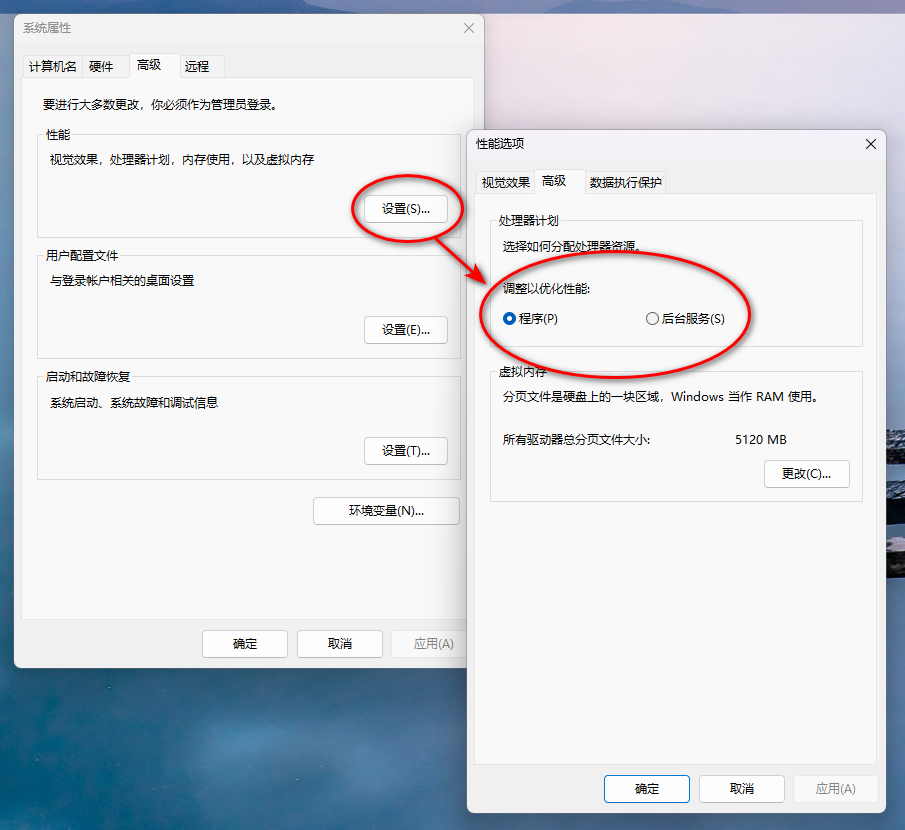 系统属性
计算机名
硬件
高级
远程
要进行大多数更改，你必须作为管理员登录。
性能
视觉效果，处理器计划，内存使用，以及虚拟内存
设置(S)...
用户配置文件
与登录帐户相关的桌面设置
设置(E)...
启动和故障恢复
系统启动、系统故障和调试信息
设置(T)...
环境变量(N)...
确定
取消
应用(A)
性能选项
视觉效果
高级
数据执行保护
处理器计划
选择如何分配处理器资源。
调整以优化性能:
程序(P)
后台服务(S)
虚拟内存
分页文件是硬盘上的一块区域，Windows 当作 RAM 使用。
所有驱动器总分页文件大小:
5120 MB
更改(C)...
确定
取消
应用(A)